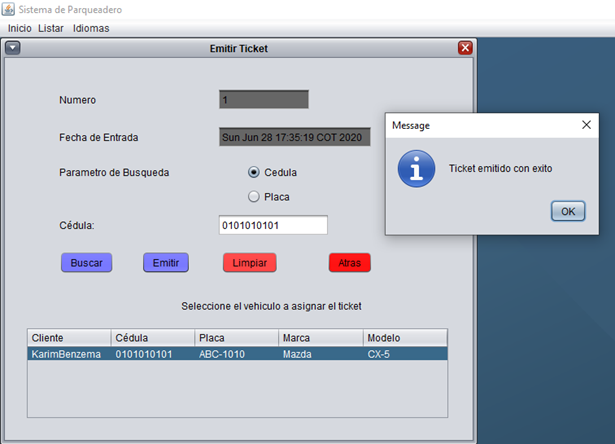 Sistema de Parqueadero
Inicio Listar Idiomas
Emitir Ticket
Numero 1
Fecha de Entrada Sun Jun 28 17:35:19 COT 2020
Parametro de Busqueda Cedula
Placa
Cédula: 0101010101
Buscar Emitir Limpiar Atras
Seleccione el vehiculo a asignar el ticket
Cliente Cédula Placa Marca Modelo
KarimBenzema 0101010101 ABC-1010 Mazda CX-5
Message
Ticket emitido con exito
OK